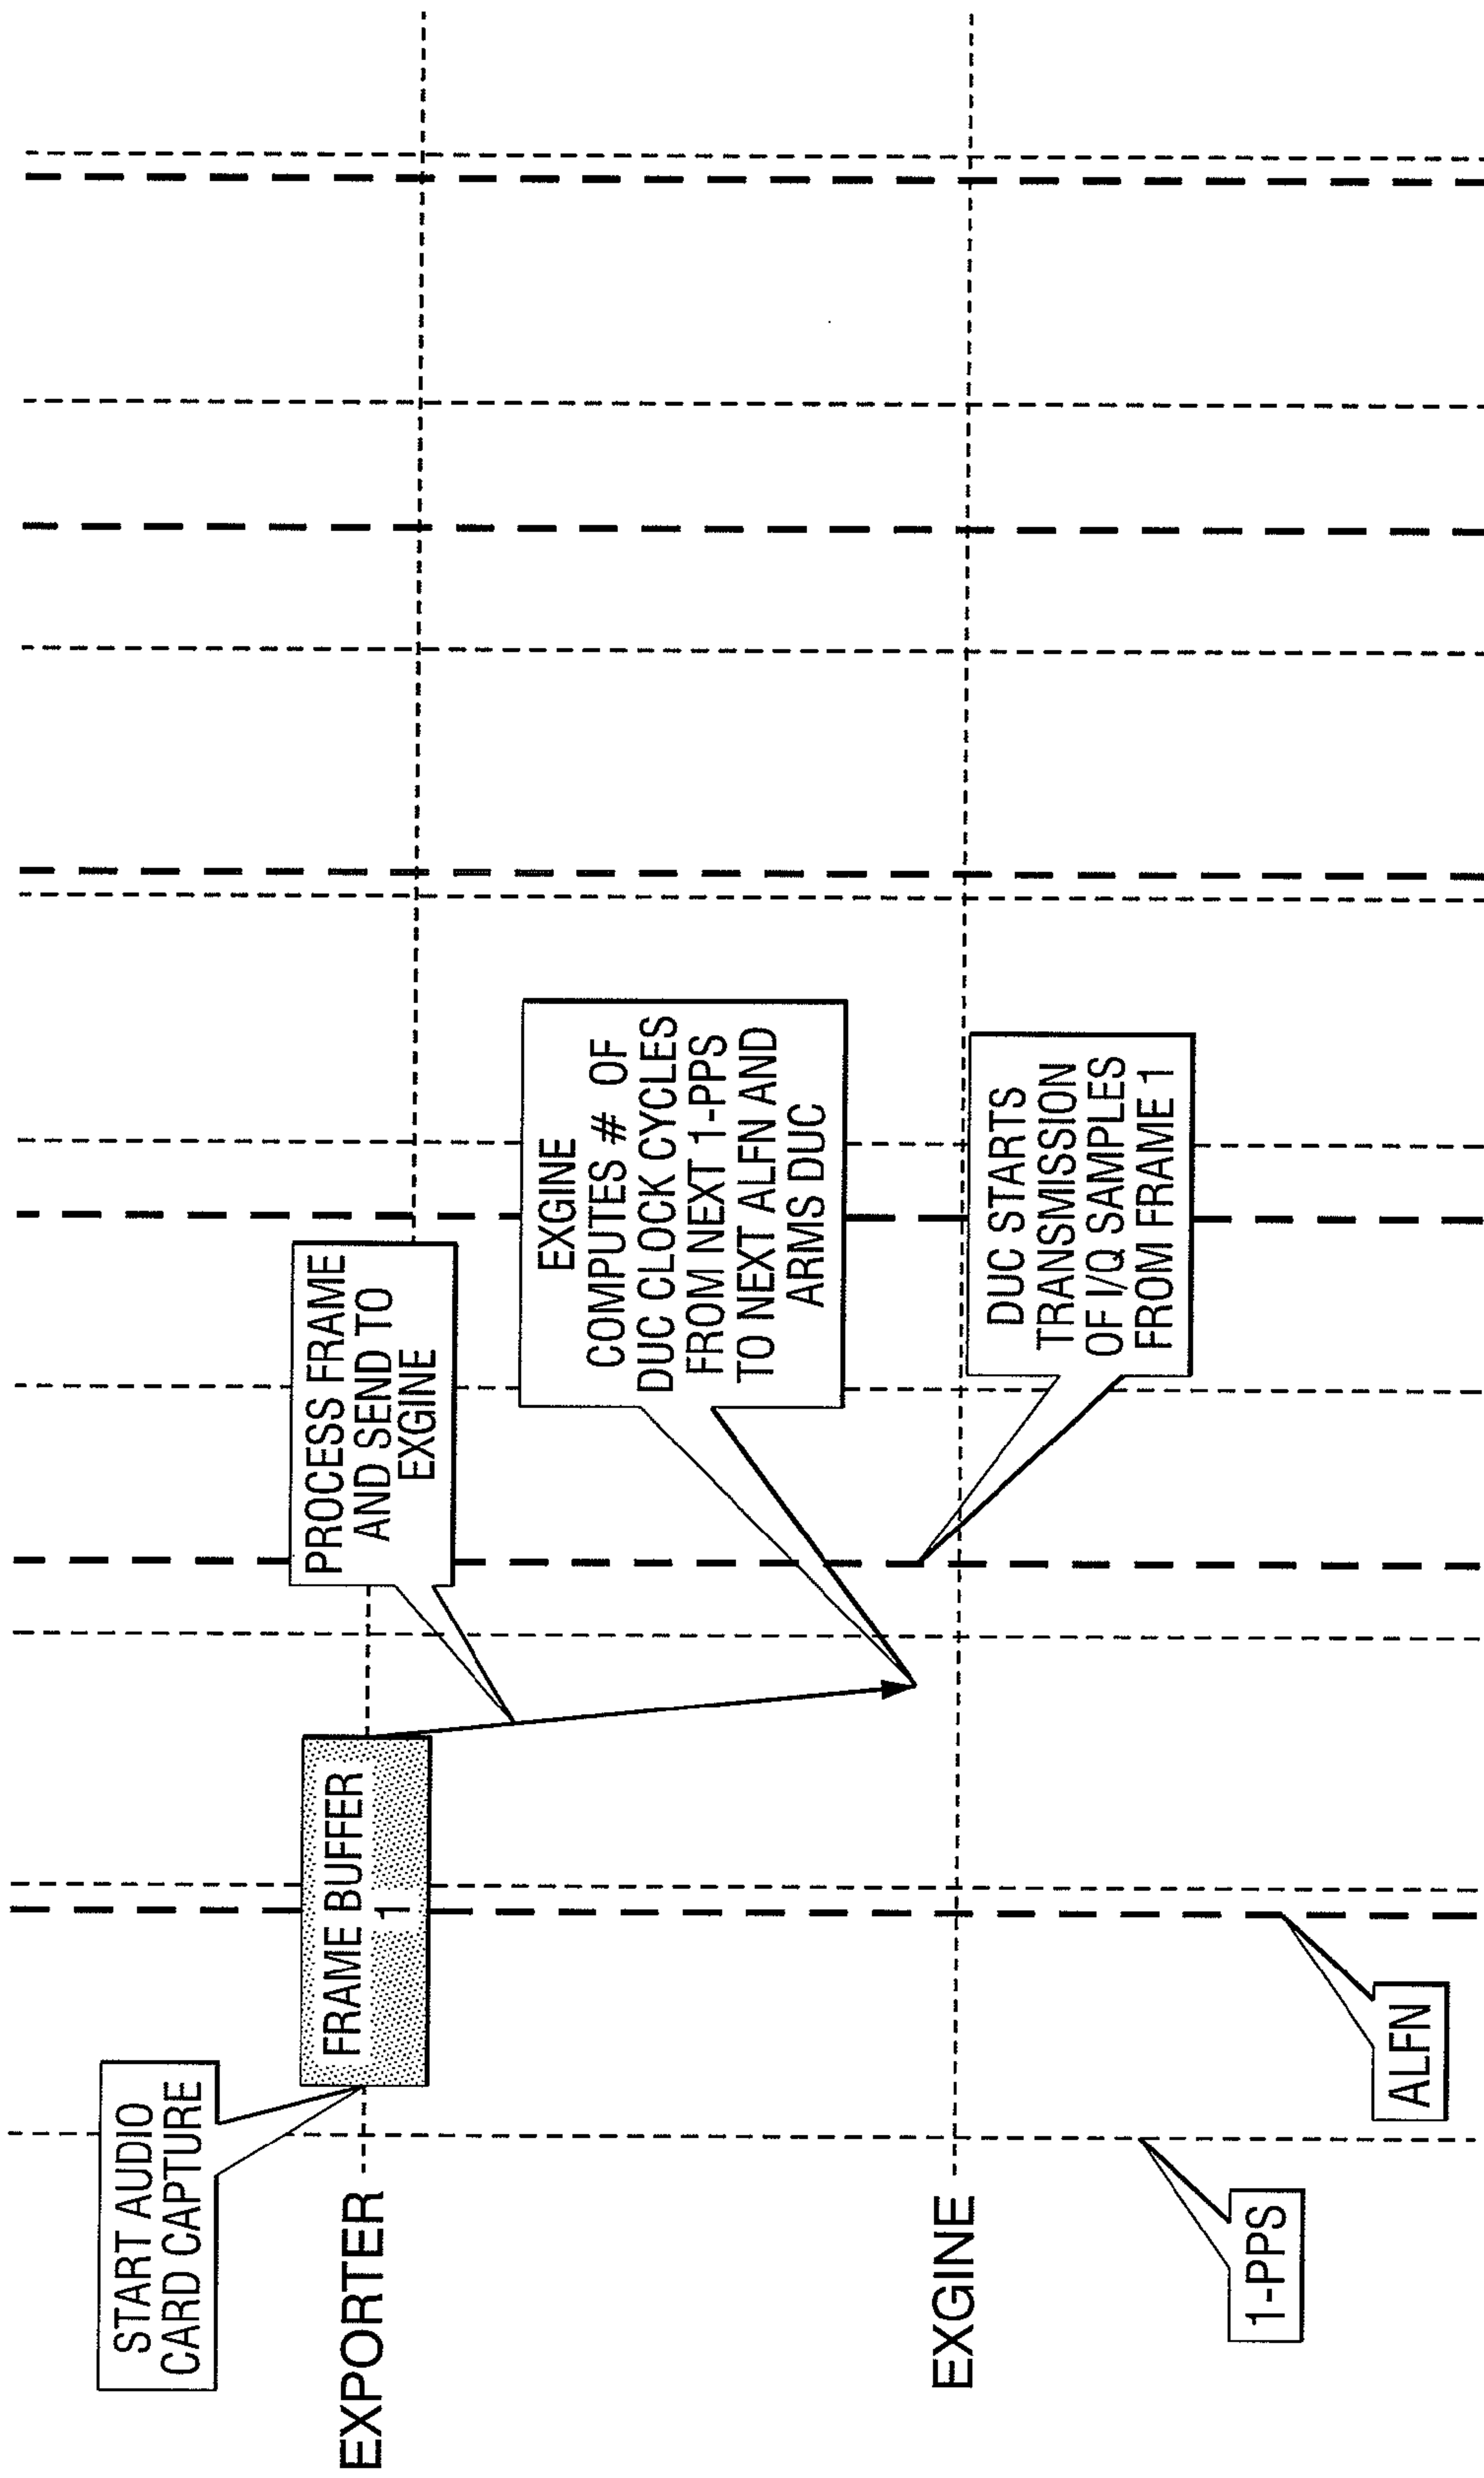 START AUDIO
CARD CAPTURE
EXPORTER
FRAME BUFFER
1
PROCESS FRAME
AND SEND TO
EXGINE
EXGINE
COMPUTES # OF
DUC CLOCK CYCLES
FROM NEXT 1-PPS
TO NEXT ALFN AND
ARMS DUC
EXGINE
DUC STARTS
TRANSMISSION
OF I/Q SAMPLES
FROM FRAME 1
1-PPS
ALFN